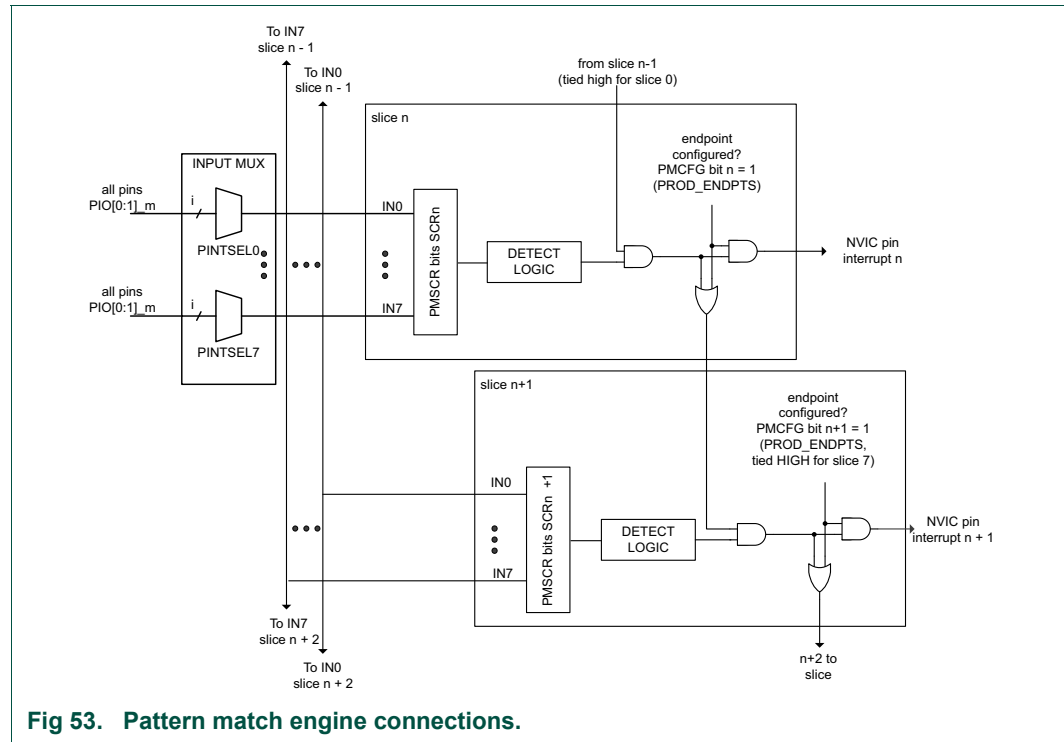 To IN7
slice n - 1
To IN0
slice n - 1
from slice n-1
(tied high for slice 0)
slice n
INPUT MUX
endpoint
configured?
PMCFG bit n = 1
(PROD_ENDPTS)
all pins
PIO[0:1]_m
i
PINTSEL0
IN0
PMSCR bits SCRn
DETECT
LOGIC
NVIC pin
interrupt n
all pins
PIO[0:1]_m
i
PINTSEL7
IN7
slice n+1
endpoint
configured?
PMCFG bit n+1 = 1
(PROD_ENDPTS,
tied HIGH for slice 7)
IN0
PMSCR bits SCRn +1
DETECT
LOGIC
NVIC pin
interrupt n + 1
IN7
To IN7
slice n + 2
To IN0
slice n + 2
n+2 to
slice
Fig 53. Pattern match engine connections.